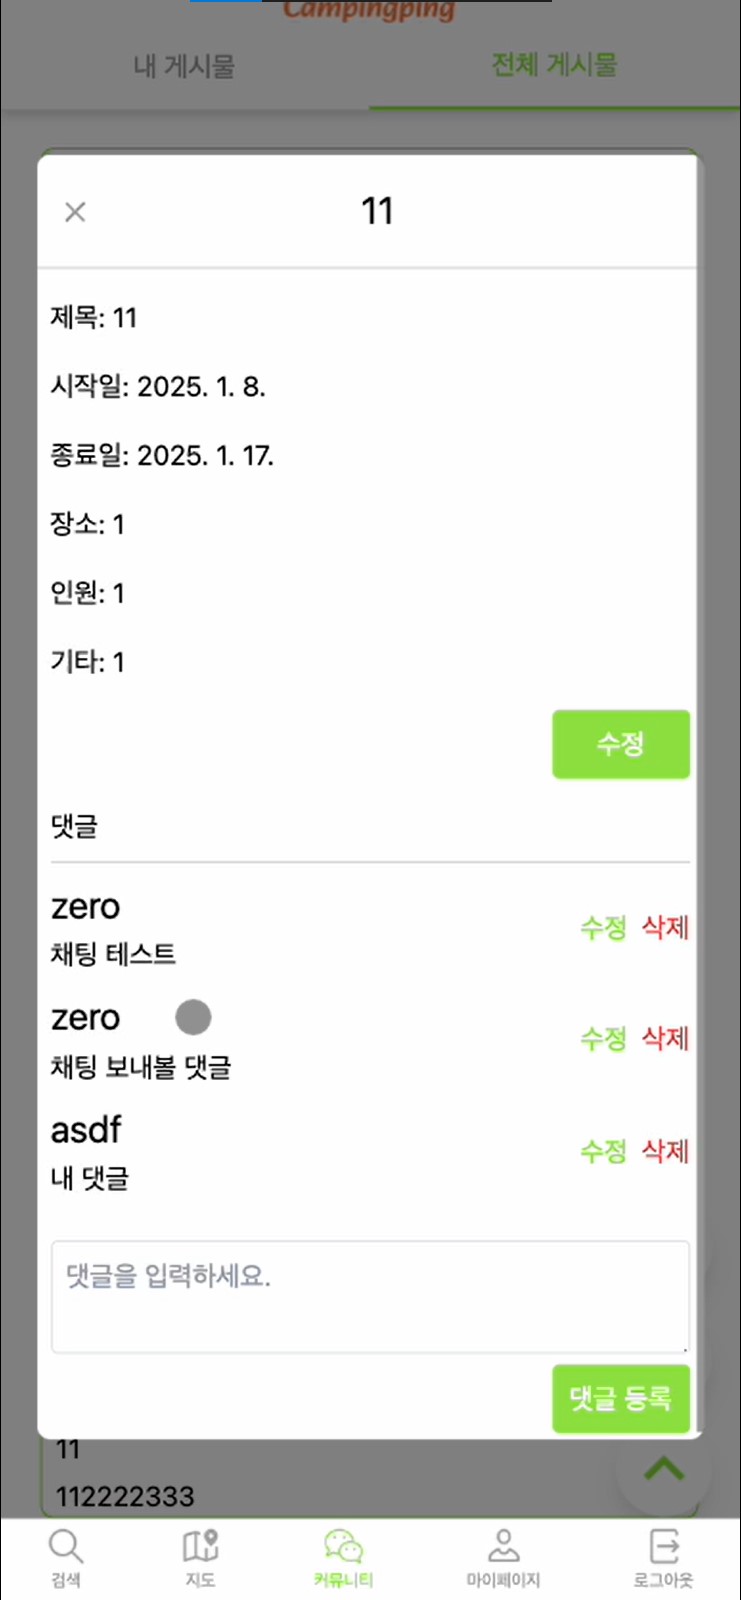 Campingping
내 게시물 전체 게시물
11
제목: 11
시작일: 2025. 1. 8.
종료일: 2025. 1. 17.
장소: 1
인원: 1
기타: 1
수정
댓글
zero
수정 삭제
채팅 테스트
zero
수정 삭제
채팅 보내볼 댓글
asdf
수정 삭제
내 댓글
댓글을 입력하세요.
댓글 등록
11
112222333
검색 지도 커뮤니티 마이페이지 로그아웃